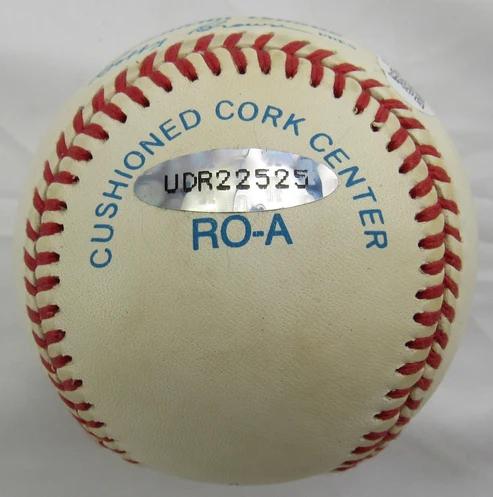 CUSHIONED CORK CENTER
UDR22525
RO-A